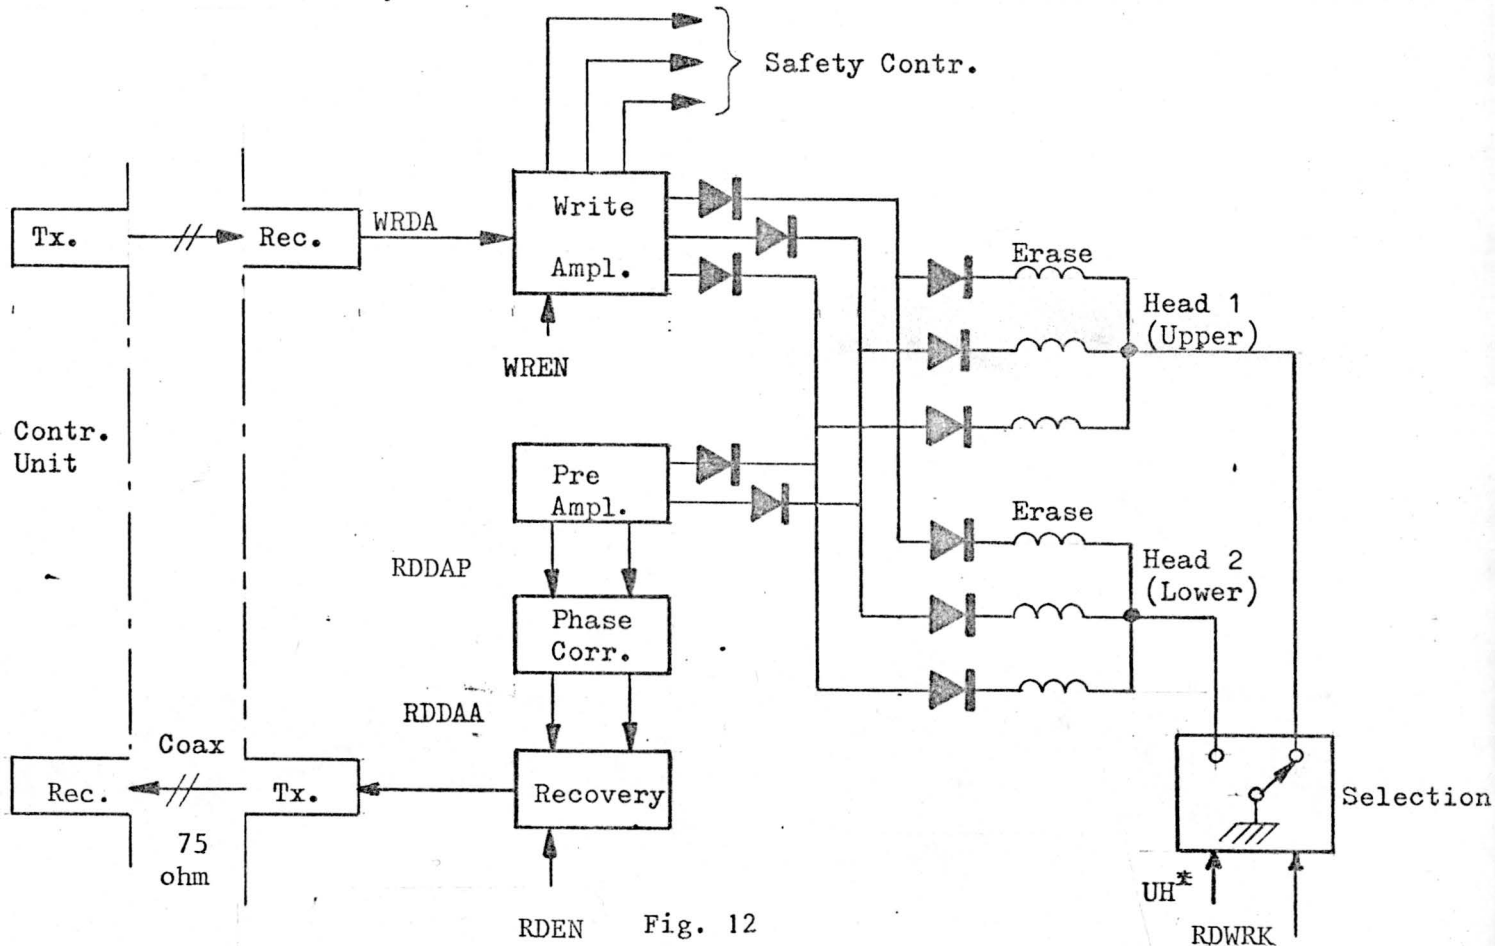 Safety Contr.
Tx.
Rec.
WRDA
Write
Ampl.
WREN
Erase
Head 1
(Upper)
Contr.
Unit
Pre
Ampl.
RDDAP
Phase
Corr.
RDDAA
Erase
Head 2
(Lower)
Coax
Rec.
Tx.
75
ohm
Recovery
RDEN
Selection
UH*
RDWRK
Fig. 12